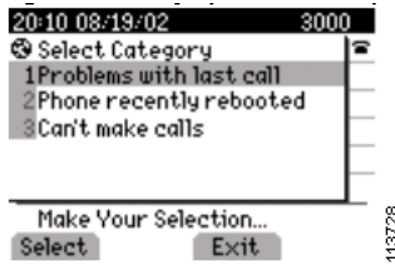 20:10 08/19/02 3000
Select Category
1 Problems with last call
2 Phone recently rebooted
3 Can't make calls
Make Your Selection...
Select Exit
113728